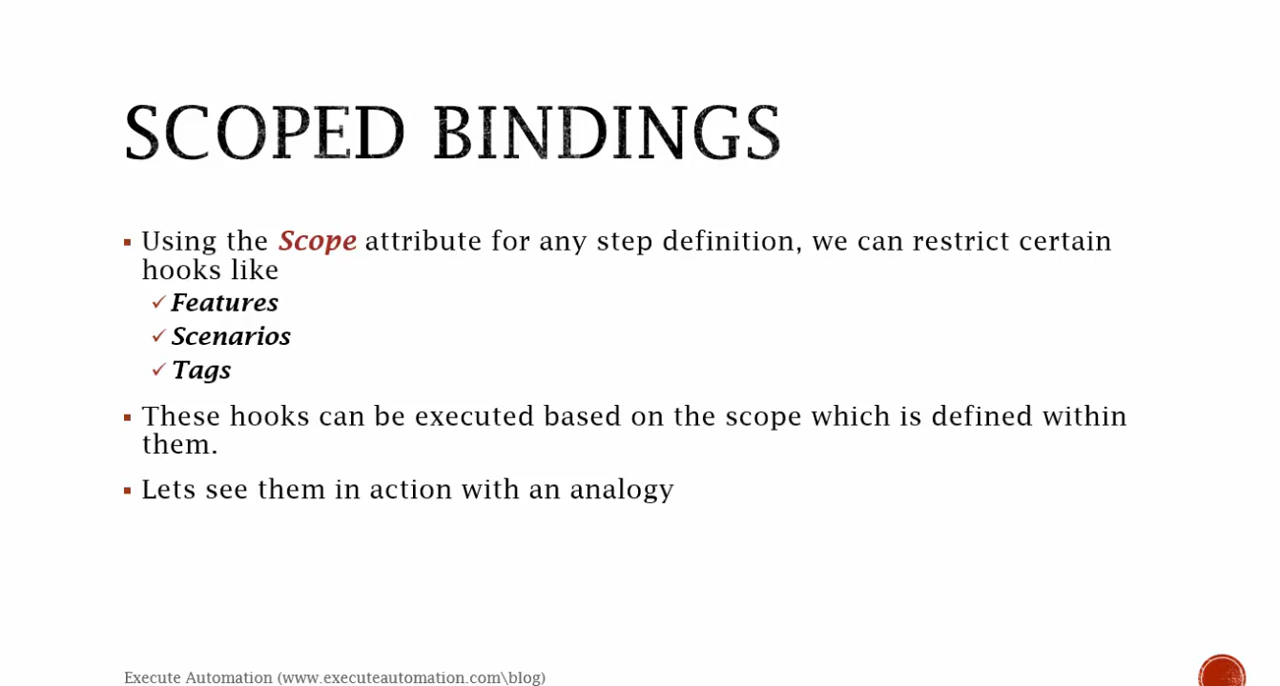 SCOPED BINDINGS
Using the Scope attribute for any step definition, we can restrict certain
hooks like
Features
Scenarios
Tags
These hooks can be executed based on the scope which is defined within
them.
Lets see them in action with an analogy
Execute Automation (www.executeautomation.com\blog)